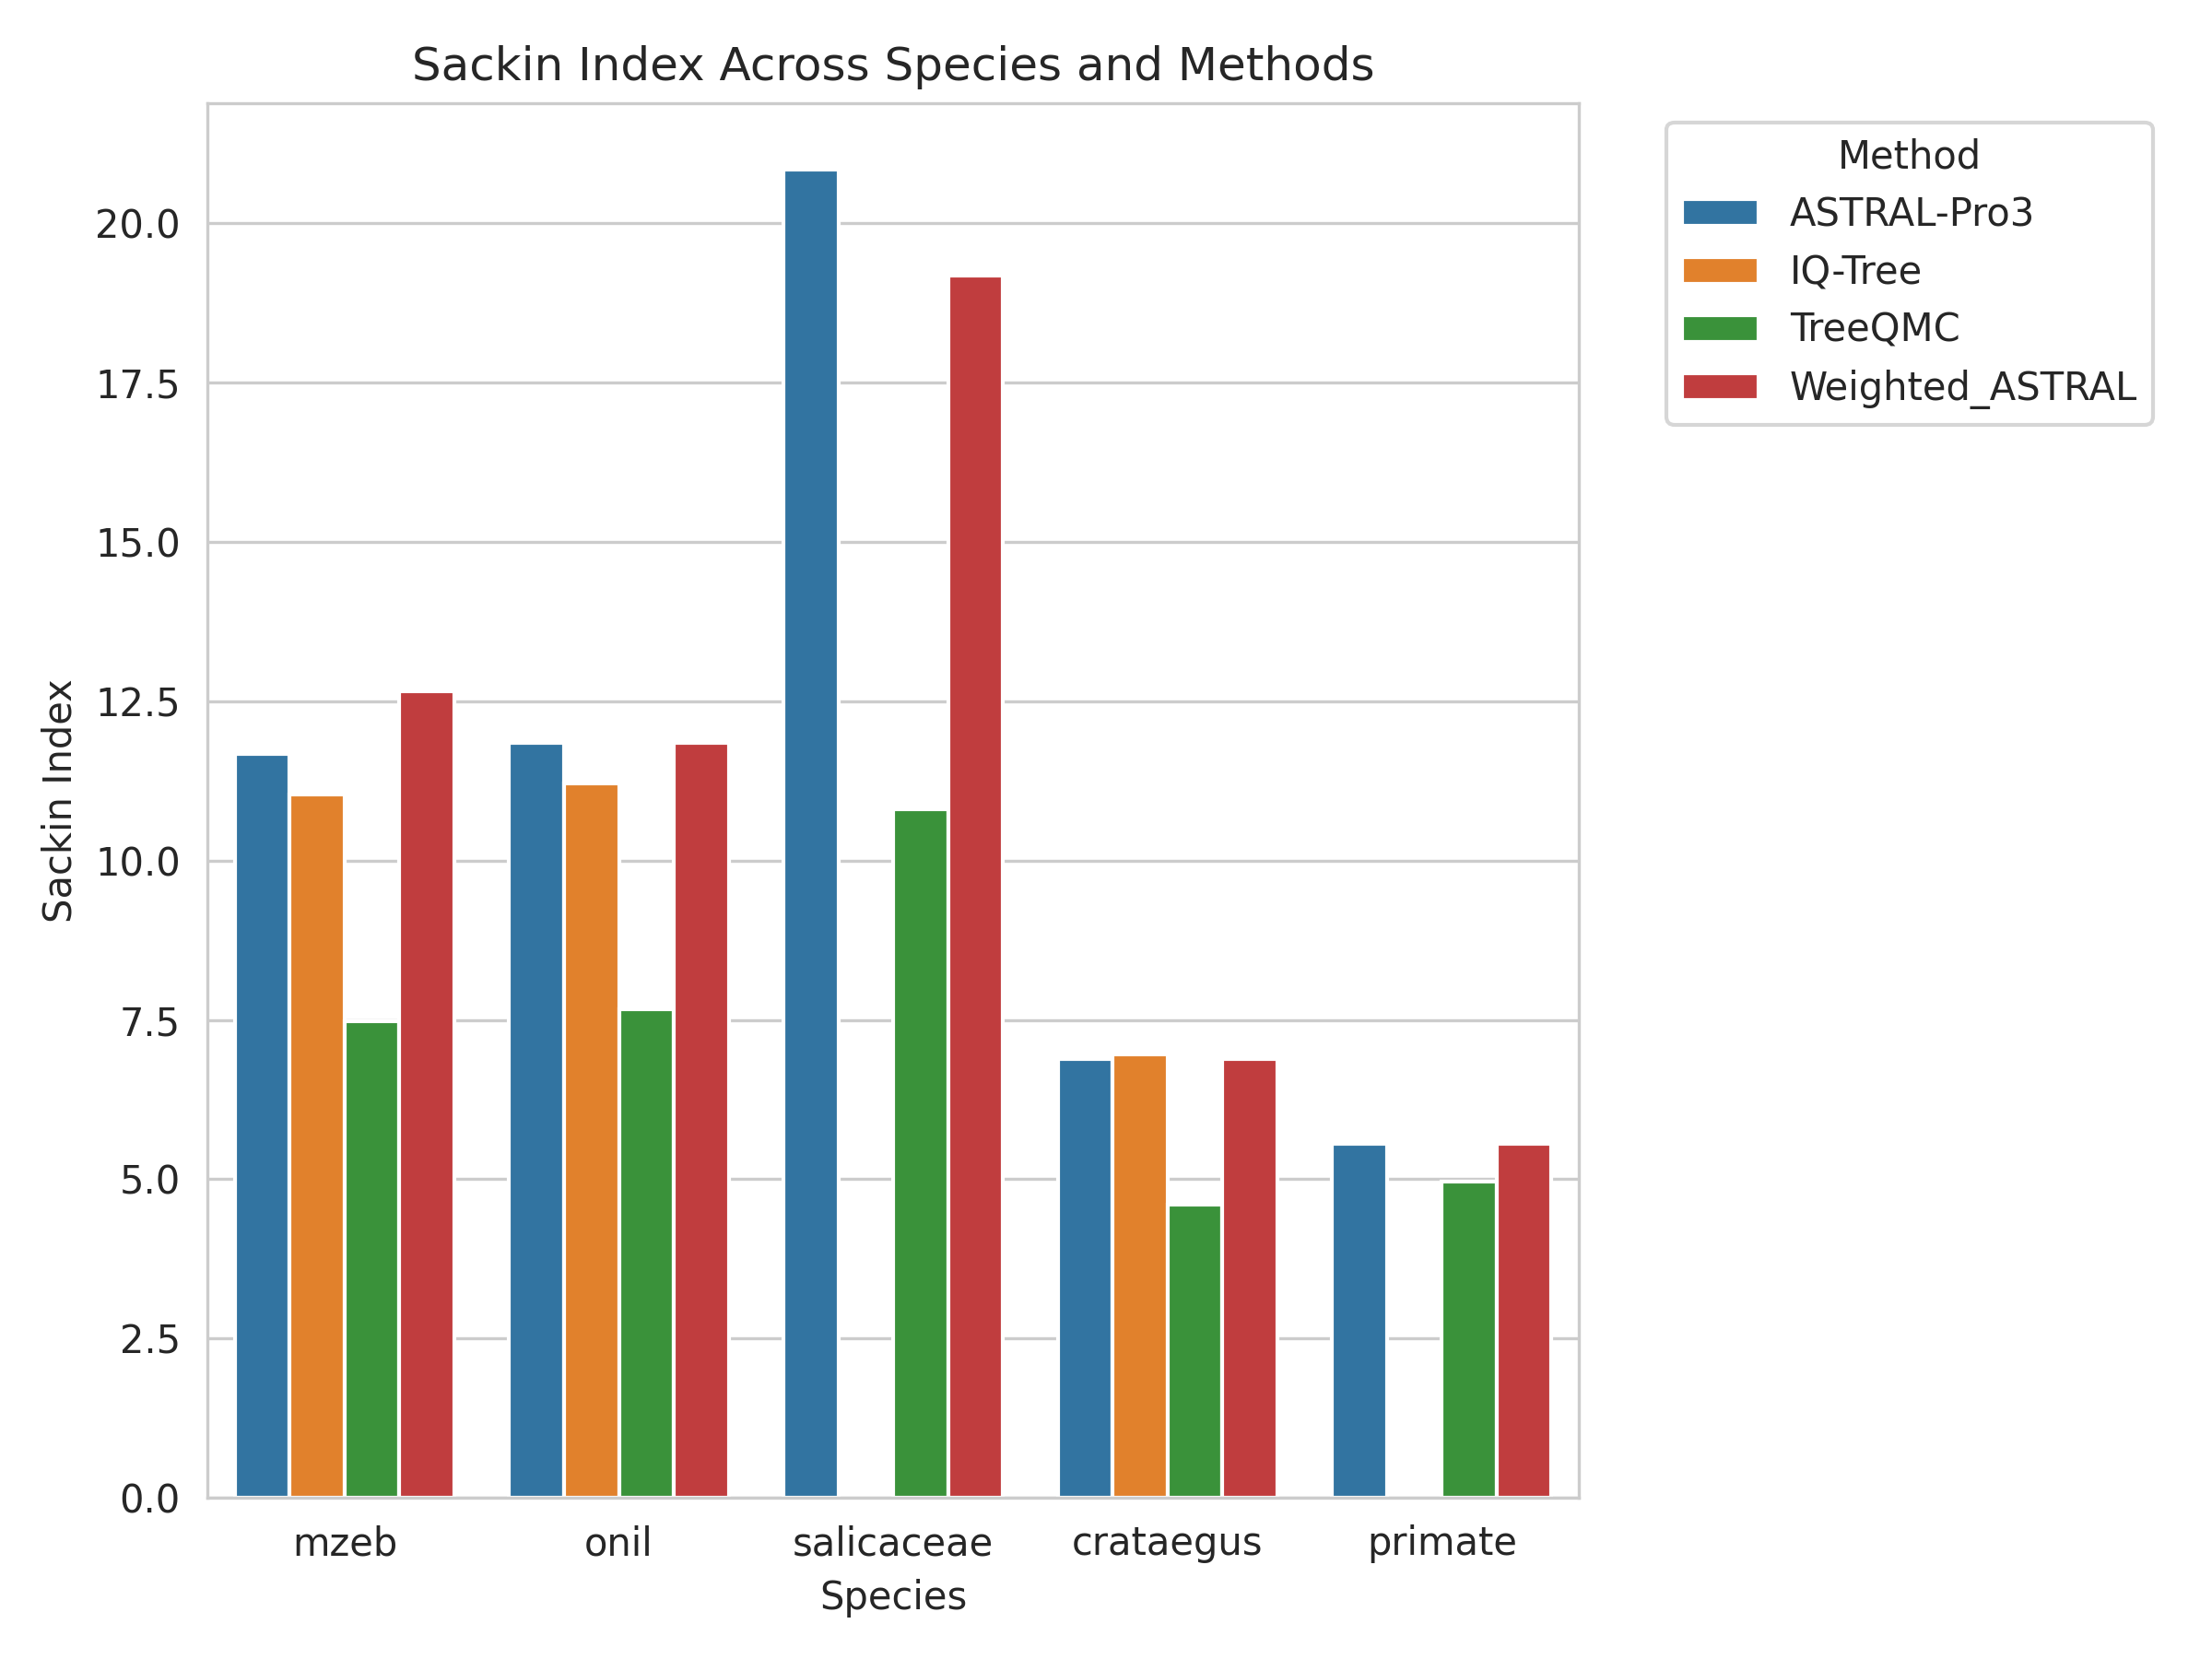 Sackin Index Across Species and Methods
Sackin Index
20.0
17.5
15.0
12.5
10.0
7.5
5.0
2.5
0.0
mzeb
onil
salicaceae
crataegus
primate
Species
Method
ASTRAL-Pro3
IQ-Tree
TreeQMC
Weighted_ASTRAL